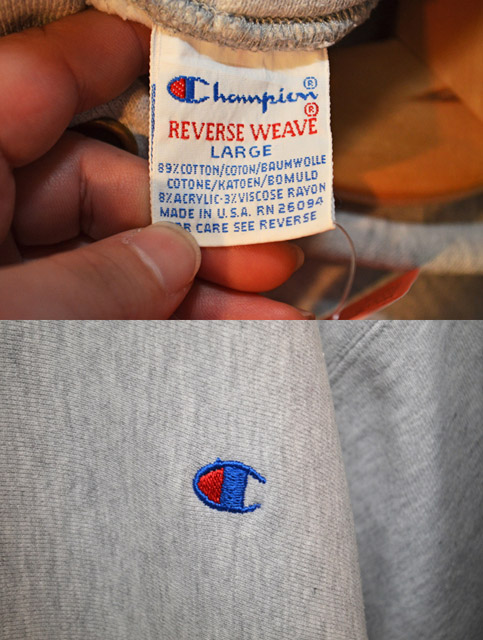 Champion®
REVERSE WEAVE®
LARGE
89% COTTON/COTON/BAUMWOLLE
COTONE/KATOEN/BOMULD
8% ACRYLIC-3% VISCOSE RAYON
MADE IN U.S.A. RN 26094
FOR CARE SEE REVERSE
C